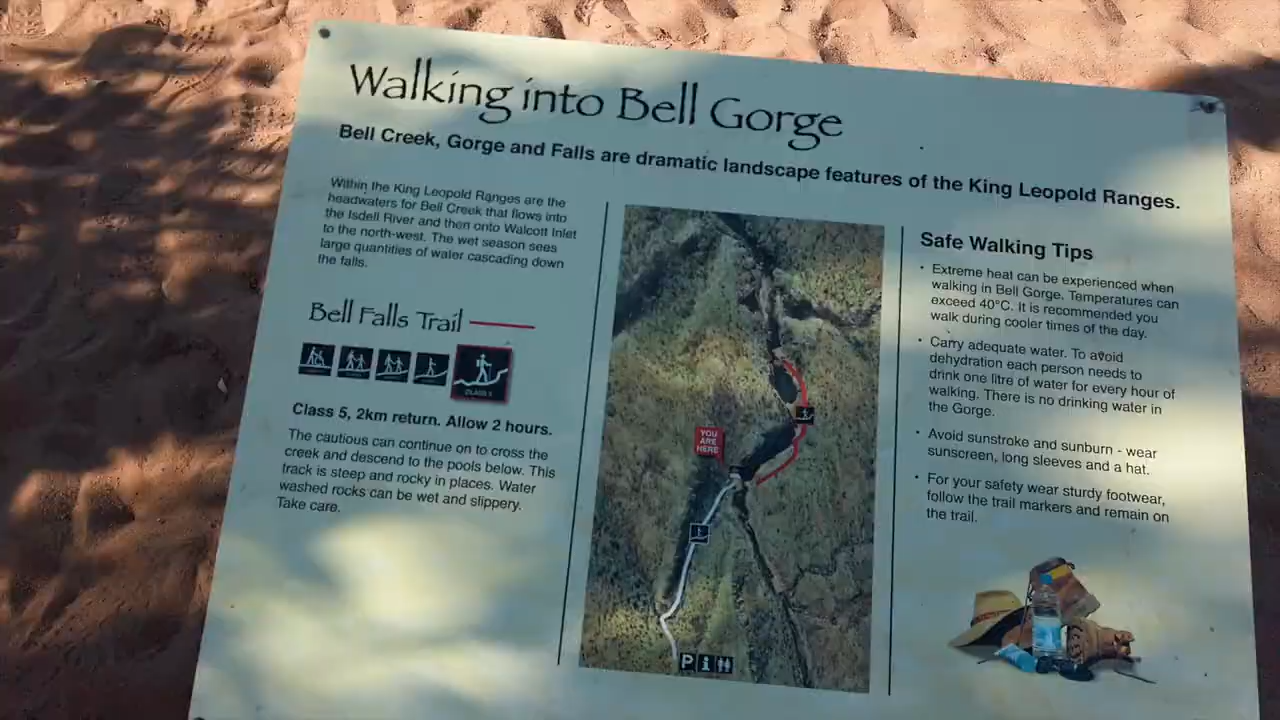 Walking into Bell Gorge
Bell Creek, Gorge and Falls are dramatic landscape features of the King Leopold Ranges.
Within the King Leopold Ranges are the
headwaters for Bell Creek that flows into
the Isdell River and then onto Walcott Inlet
to the north-west. The wet season sees
large quantities of water cascading down
the falls.
Bell Falls Trail
CLASS 5
Class 5, 2km return. Allow 2 hours.
The cautious can continue on to cross the
creek and descend to the pools below. This
track is steep and rocky in places. Water
washed rocks can be wet and slippery.
Take care.
YOU
ARE
HERE
P i
Safe Walking Tips
• Extreme heat can be experienced when
walking in Bell Gorge. Temperatures can
exceed 40°C. It is recommended you
walk during cooler times of the day.
• Carry adequate water. To avoid
dehydration each person needs to
drink one litre of water for every hour of
walking. There is no drinking water in
the Gorge.
• Avoid sunstroke and sunburn - wear
sunscreen, long sleeves and a hat.
• For your safety wear sturdy footwear,
follow the trail markers and remain on
the trail.